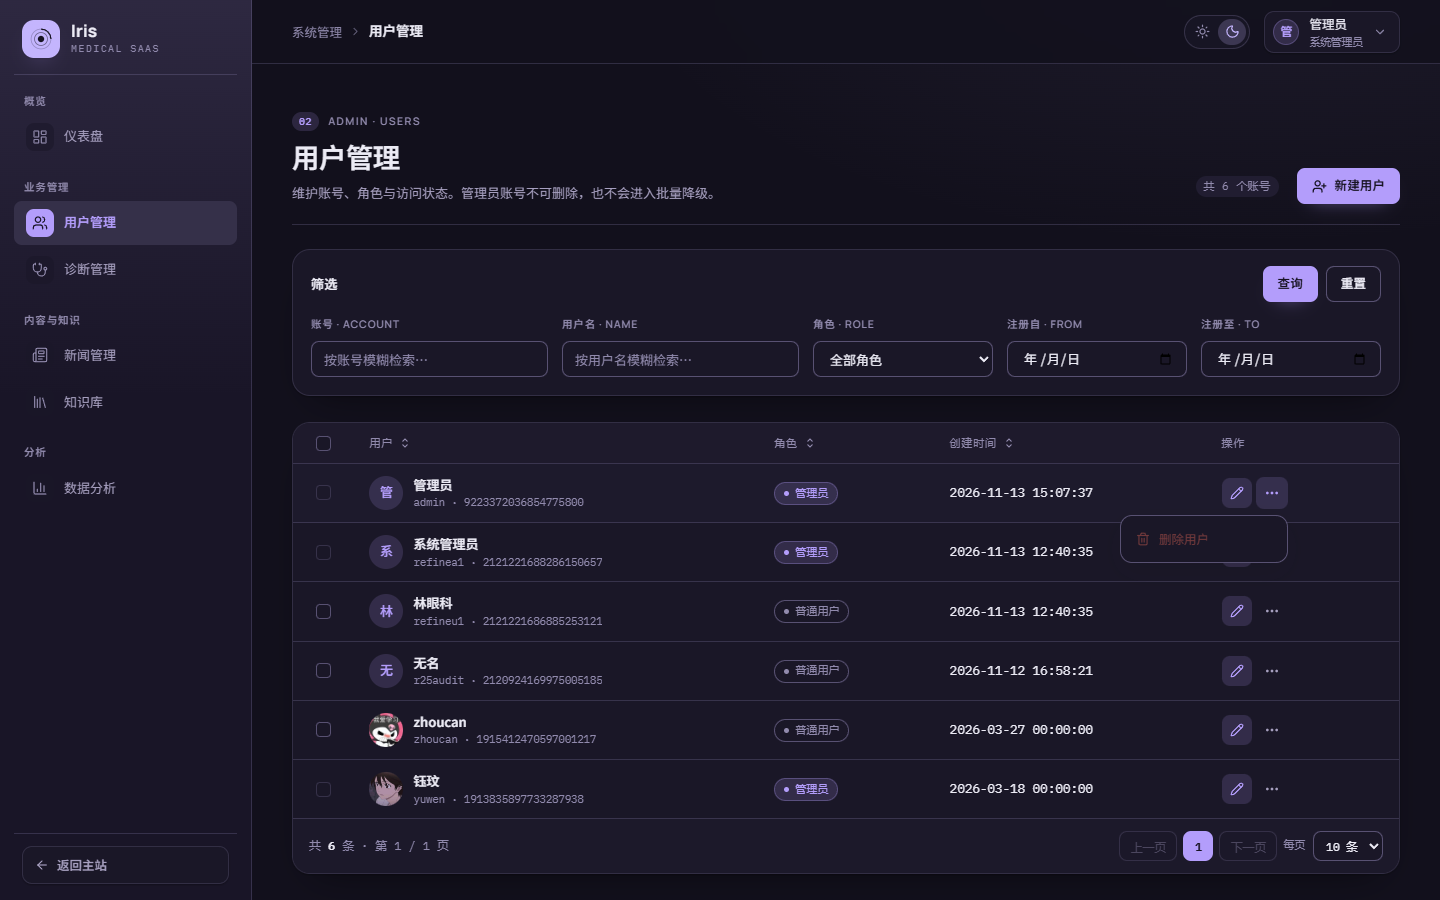 Iris
MEDICAL SAAS
概览
仪表盘
业务管理
用户管理
诊断管理
内容与知识
新闻管理
知识库
分析
数据分析
返回主站
系统管理
用户管理
管
管理员
系统管理员
02 ADMIN · USERS
用户管理
维护账号、角色与访问状态。管理员账号不可删除，也不会进入批量降级。
共 6 个账号
新建用户
筛选
查询
重置
账号 · ACCOUNT
用户名 · NAME
角色 · ROLE
注册自 · FROM
注册至 · TO
按账号模糊检索…
按用户名模糊检索…
全部角色
年 /月/日
年 /月/日
用户
角色
创建时间
操作
管
管理员
admin · 9223372036854775800
管理员
2026-11-13 15:07:37
删除用户
系
系统管理员
refinea1 · 2121221688286150657
管理员
2026-11-13 12:40:35
林
林眼科
refineu1 · 2121221686885253121
普通用户
2026-11-13 12:40:35
无
无名
r25audit · 2120924169975005185
普通用户
2026-11-12 16:58:21
zhoucan
zhoucan · 1915412470597001217
普通用户
2026-03-27 00:00:00
钰玟
yuwen · 1913835897733287938
管理员
2026-03-18 00:00:00
共 6 条 · 第 1 / 1 页
上一页
1
下一页
每页
10 条